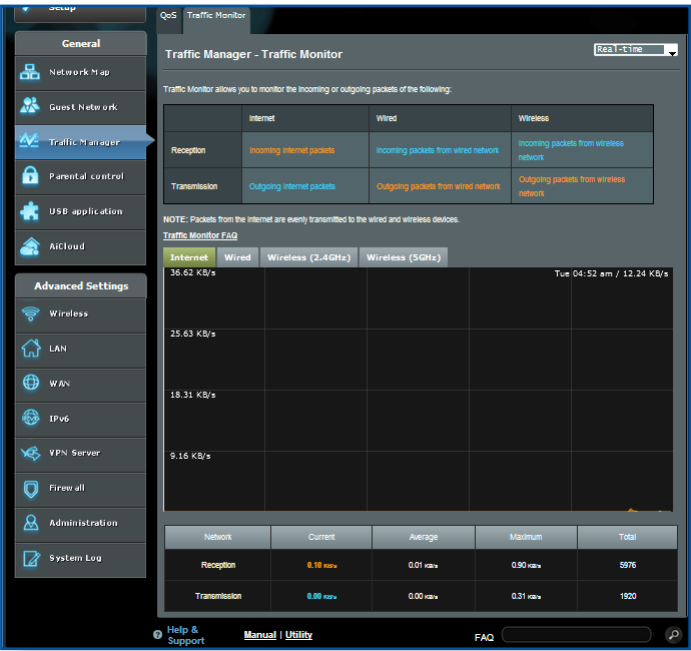 Setup
QoS Traffic Monitor
General
Network Map
Guest Network
Traffic Manager
Parental control
USB application
AiCloud
Advanced Settings
Wireless
LAN
WAN
IPv6
VPN Server
Firewall
Administration
System Log
Traffic Manager - Traffic Monitor
Real-time
Traffic Monitor allows you to monitor the incoming or outgoing packets of the following:
Internet Wired Wireless
Reception Incoming Internet packets Incoming packets from wired network Incoming packets from wireless
network
Transmission Outgoing Internet packets Outgoing packets from wired network Outgoing packets from wireless
network
NOTE: Packets from the Internet are evenly transmitted to the wired and wireless devices.
Traffic Monitor FAQ
Internet Wired Wireless (2.4GHz) Wireless (5GHz)
36.62 KB/s Tue 04:52 am / 12.24 KB/s
25.63 KB/s
18.31 KB/s
9.16 KB/s
Network Current Average Maximum Total
Reception 0.10 KB/s 0.01 KB/s 0.90 KB/s 5976
Transmission 0.00 KB/s 0.00 KB/s 0.31 KB/s 1920
Help &
Support Manual | Utility FAQ